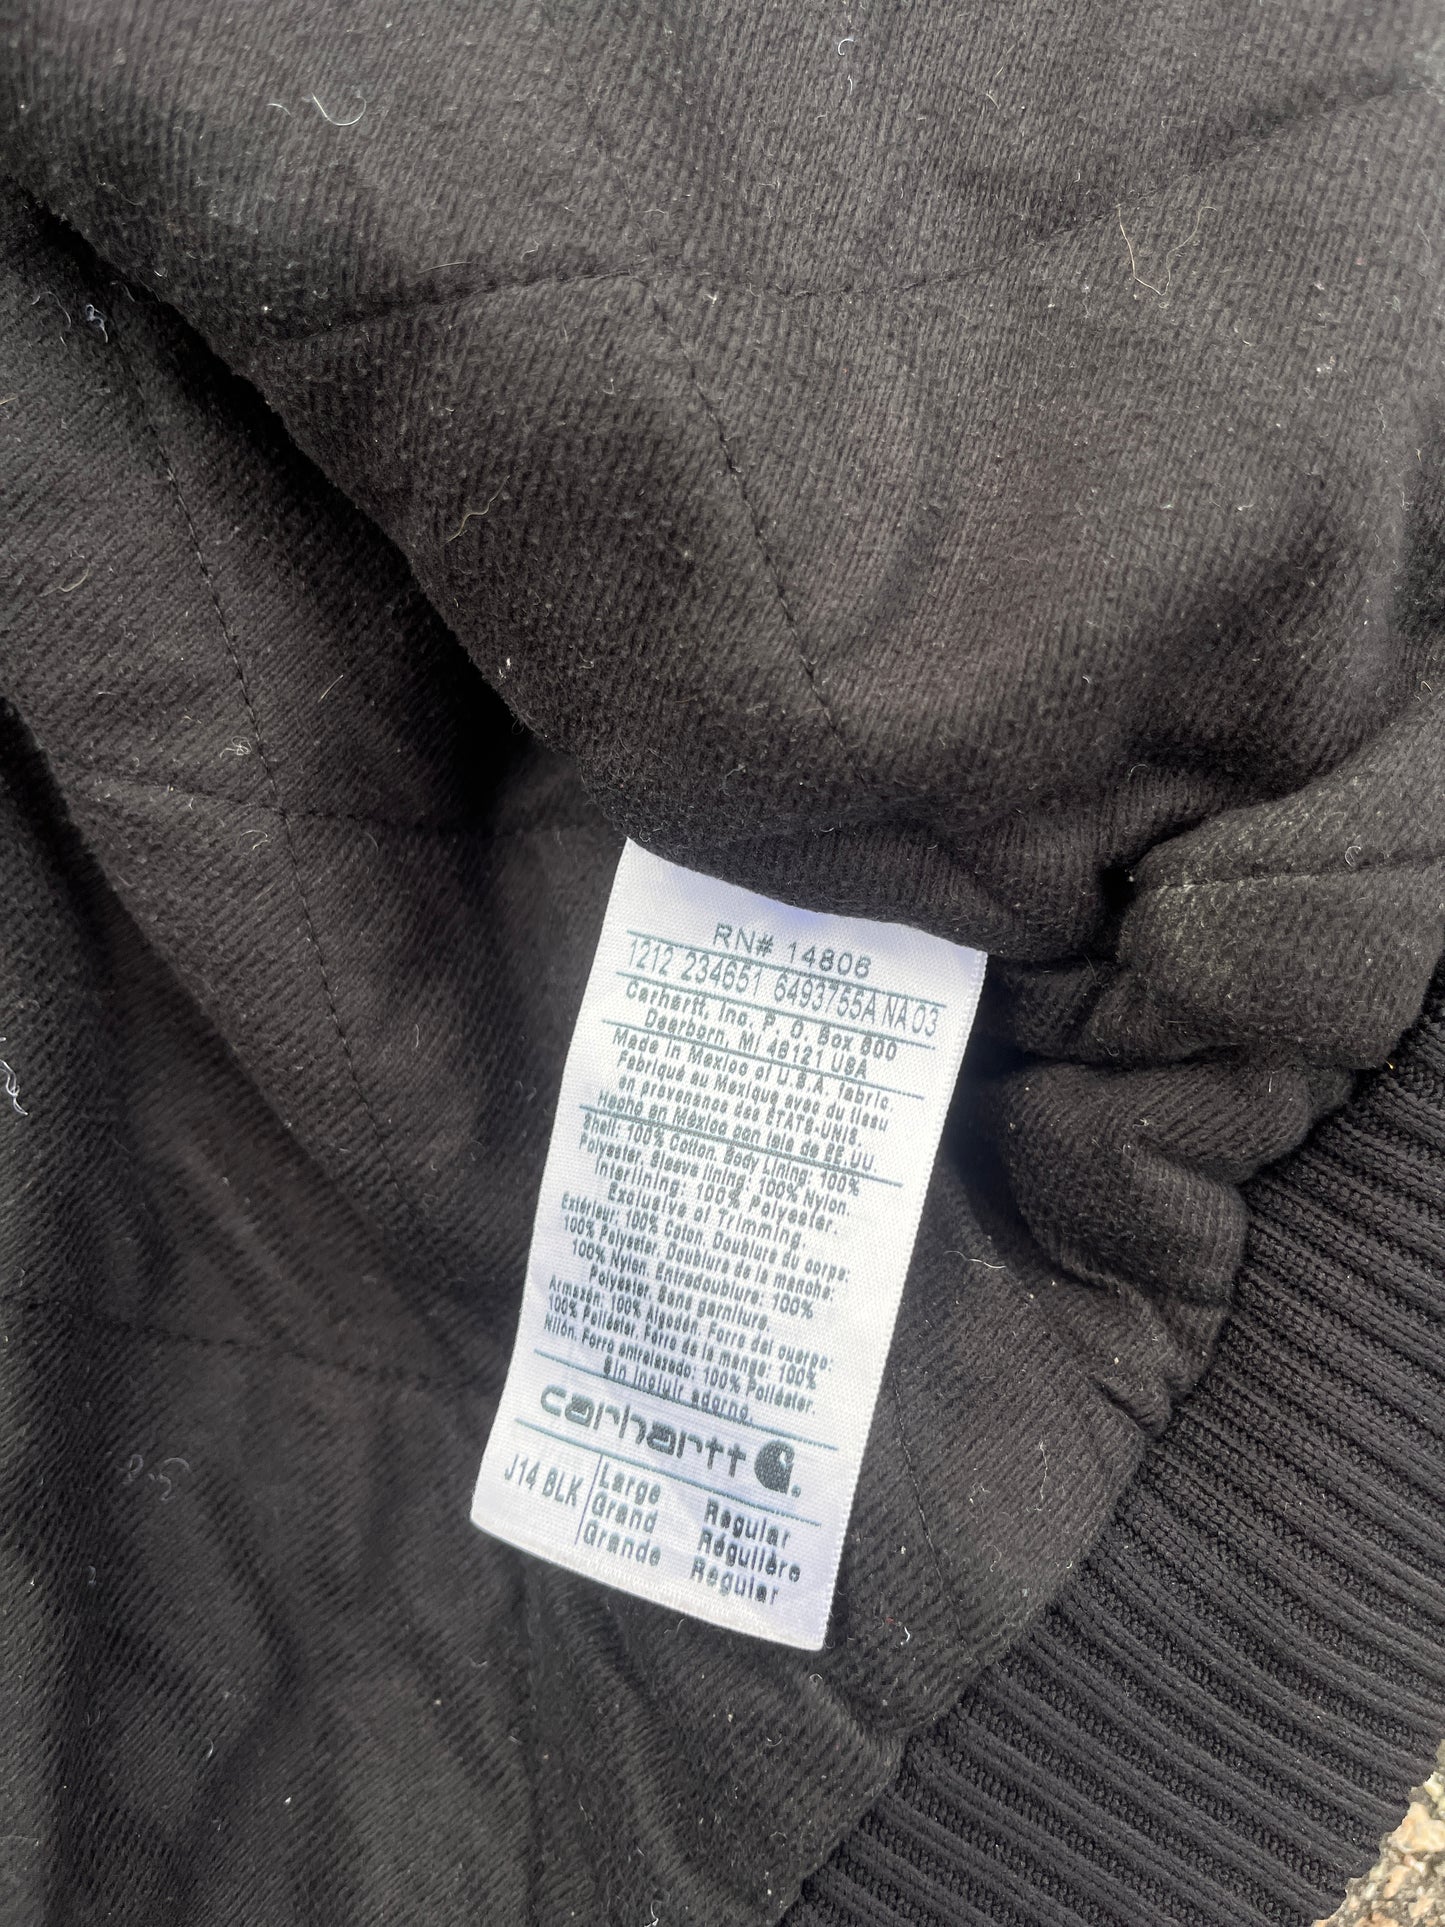 RN# 14806
1212 234651 6493755A NA 03
Carhartt, Inc. P. O. Box 600
Dearborn, MI 48121 USA
Made in Mexico of U.S.A. fabric.
Fabriqué au Mexique avec du tissu
en provenance des ÉTATS-UNIS.
Hecho en México con tela de EE.UU.
Shell: 100% Cotton. Body Lining: 100%
Polyester. Sleeve lining: 100% Nylon.
Interlining: 100% Polyester.
Exclusive of Trimming.
Extérieur: 100% Coton. Doublure du corps:
100% Polyester. Doublure de la manche:
100% Nylon. Entredoublure: 100%
Polyester. Sans garniture.
Armazón: 100% Algodón. Forro del cuerpo:
100% Poliéster. Forro de la manga: 100%
Nilón. Forro entrelazado: 100% Poliéster.
Sin incluir adorno.
carhartt
J14 BLK Large Regular
Grand Régulière
Grande Regular